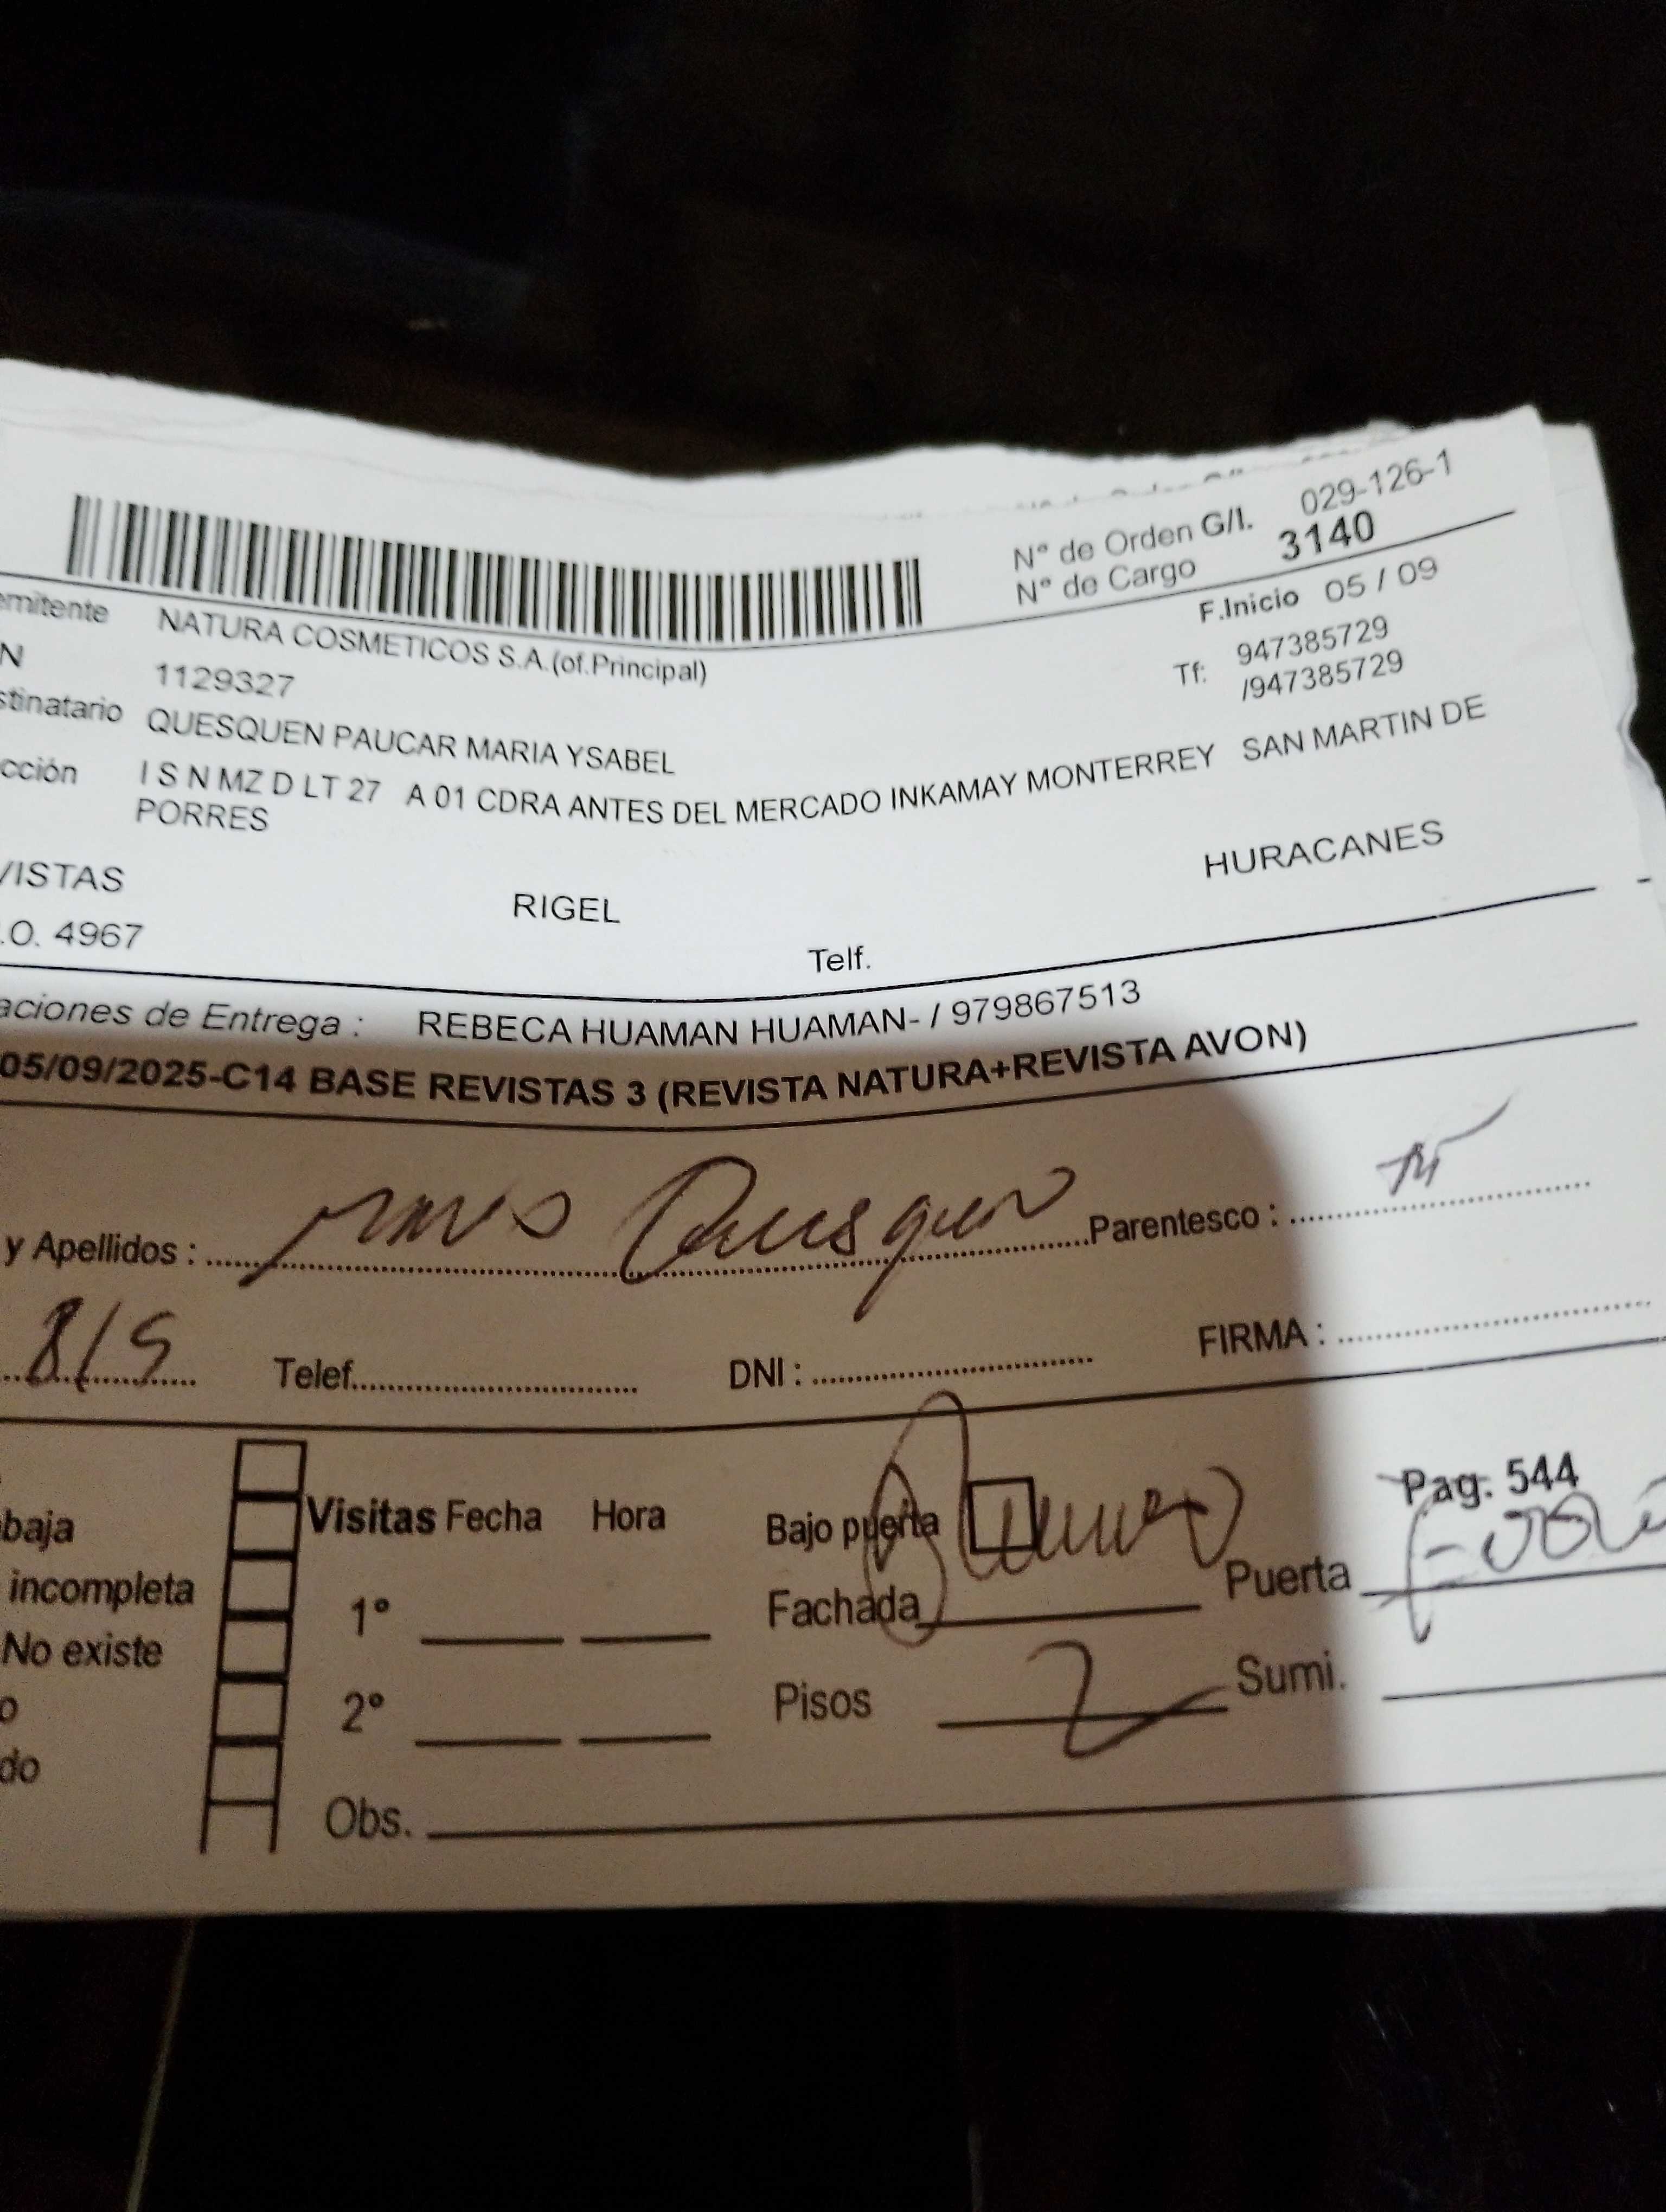 Nº de Orden G/I. 029-126-1
Nº de Cargo 3140
emitente NATURA COSMETICOS S.A.(of.Principal)
F.Inicio 05 / 09
N 1129327
Tf: 947385729
/947385729
stinatario QUESQUEN PAUCAR MARIA YSABEL
cción I S N MZ D LT 27 A 01 CDRA ANTES DEL MERCADO INKAMAY MONTERREY SAN MARTIN DE
PORRES
VISTAS RIGEL HURACANES
.O. 4967 Telf.
aciones de Entrega : REBECA HUAMAN HUAMAN- / 979867513
05/09/2025-C14 BASE REVISTAS 3 (REVISTA NATURA+REVISTA AVON)
y Apellidos : Quesquen Parentesco :
8/9 Telef. DNI : FIRMA :
Pag. 544
baja Visitas Fecha Hora Bajo puerta
incompleta 1º Fachada Puerta
No existe
o 2º Pisos 2 Sumi.
do
Obs.